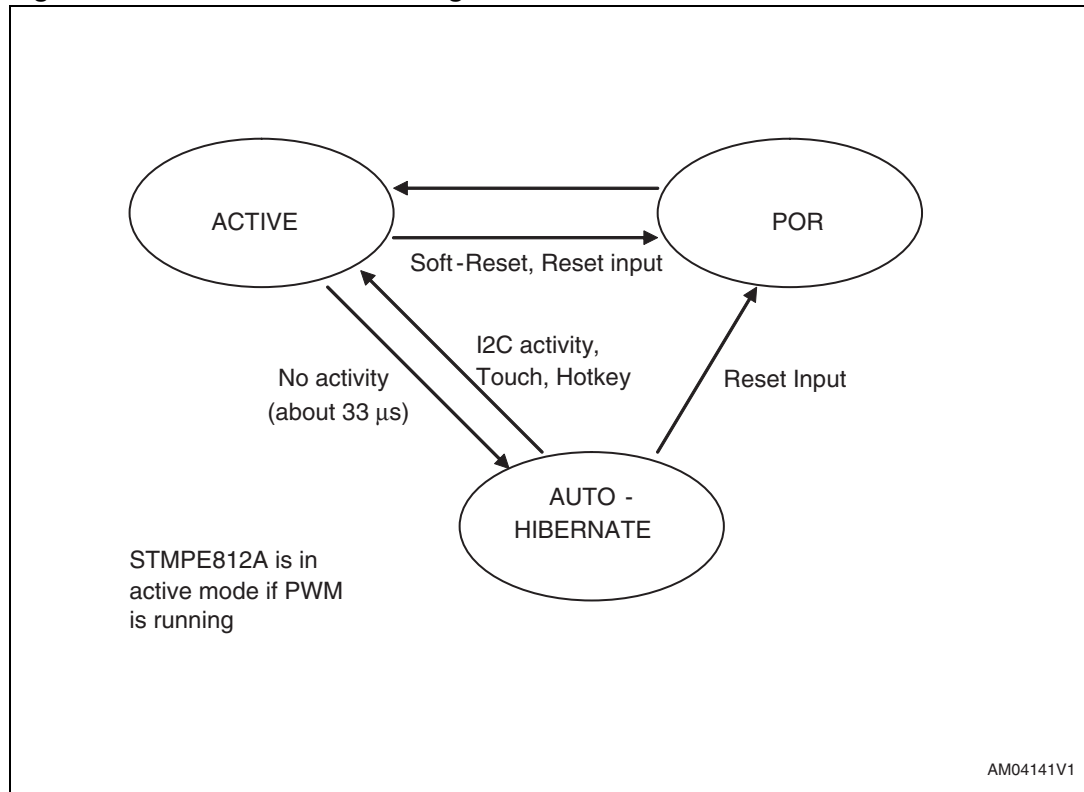 ACTIVE
POR
Soft-Reset, Reset input
I2C activity,
Touch, Hotkey
No activity
(about 33 μs)
Reset Input
AUTO -
HIBERNATE
STMPE812A is in
active mode if PWM
is running
AM04141V1